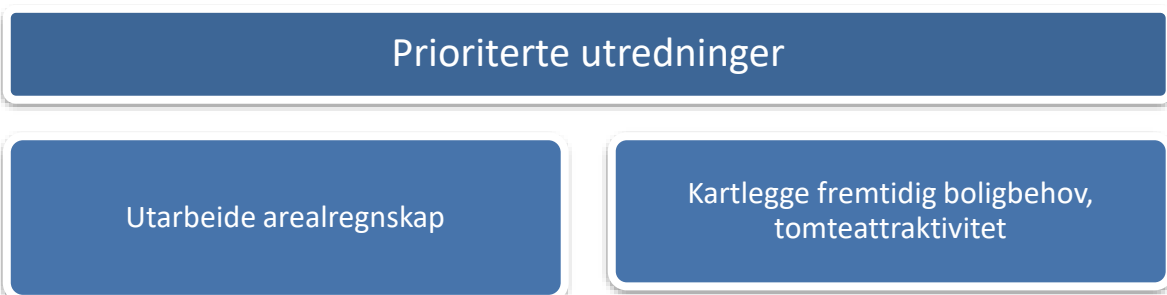 Prioriterte utredninger
Utarbeide arealregnskap
Kartlegge fremtidig boligbehov,
tomteattraktivitet